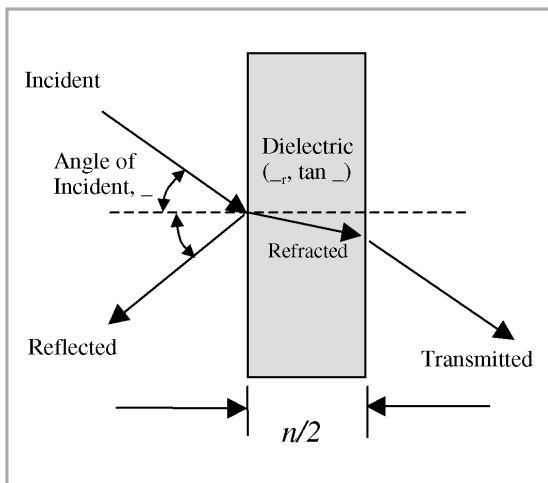 Incident
Angle of
Incident, _
Dielectric
(_r, tan _)
Refracted
Reflected
Transmitted
n/2